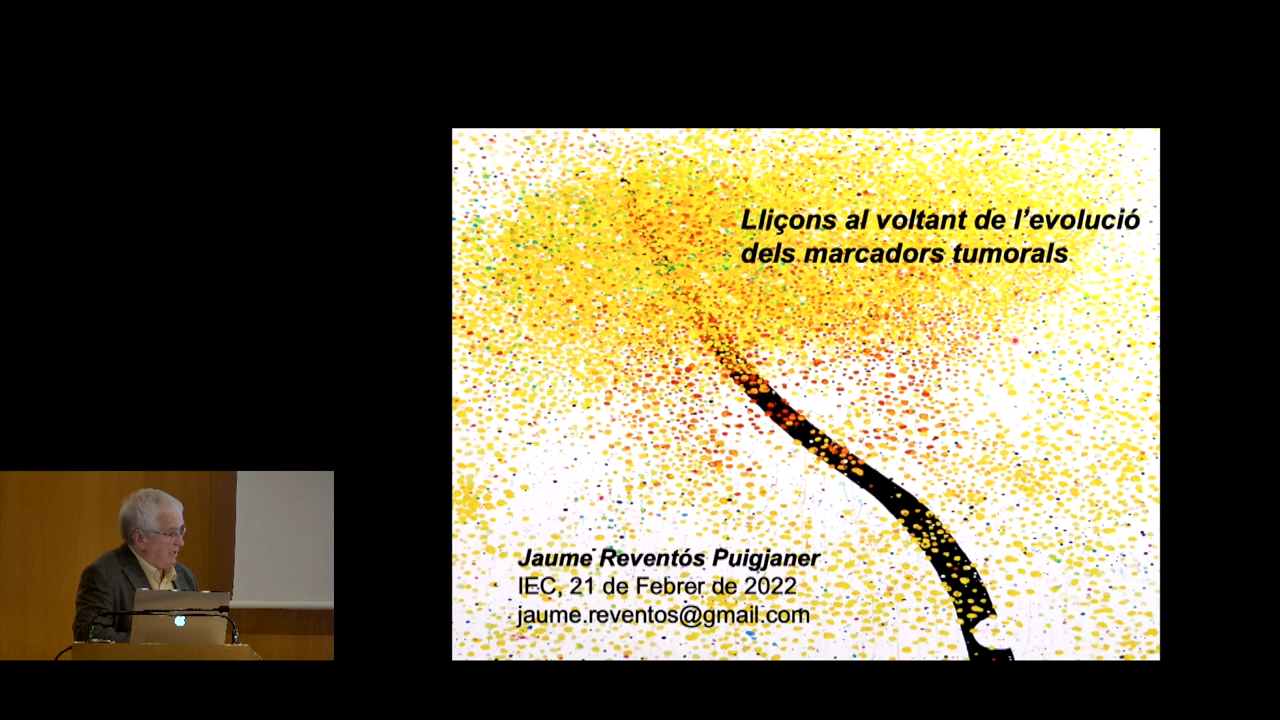 Lliçons al voltant de l'evolució
dels marcadors tumorals
Jaume Reventós Puigjaner
IEC, 21 de Febrer de 2022
jaume.reventos@gmail.com